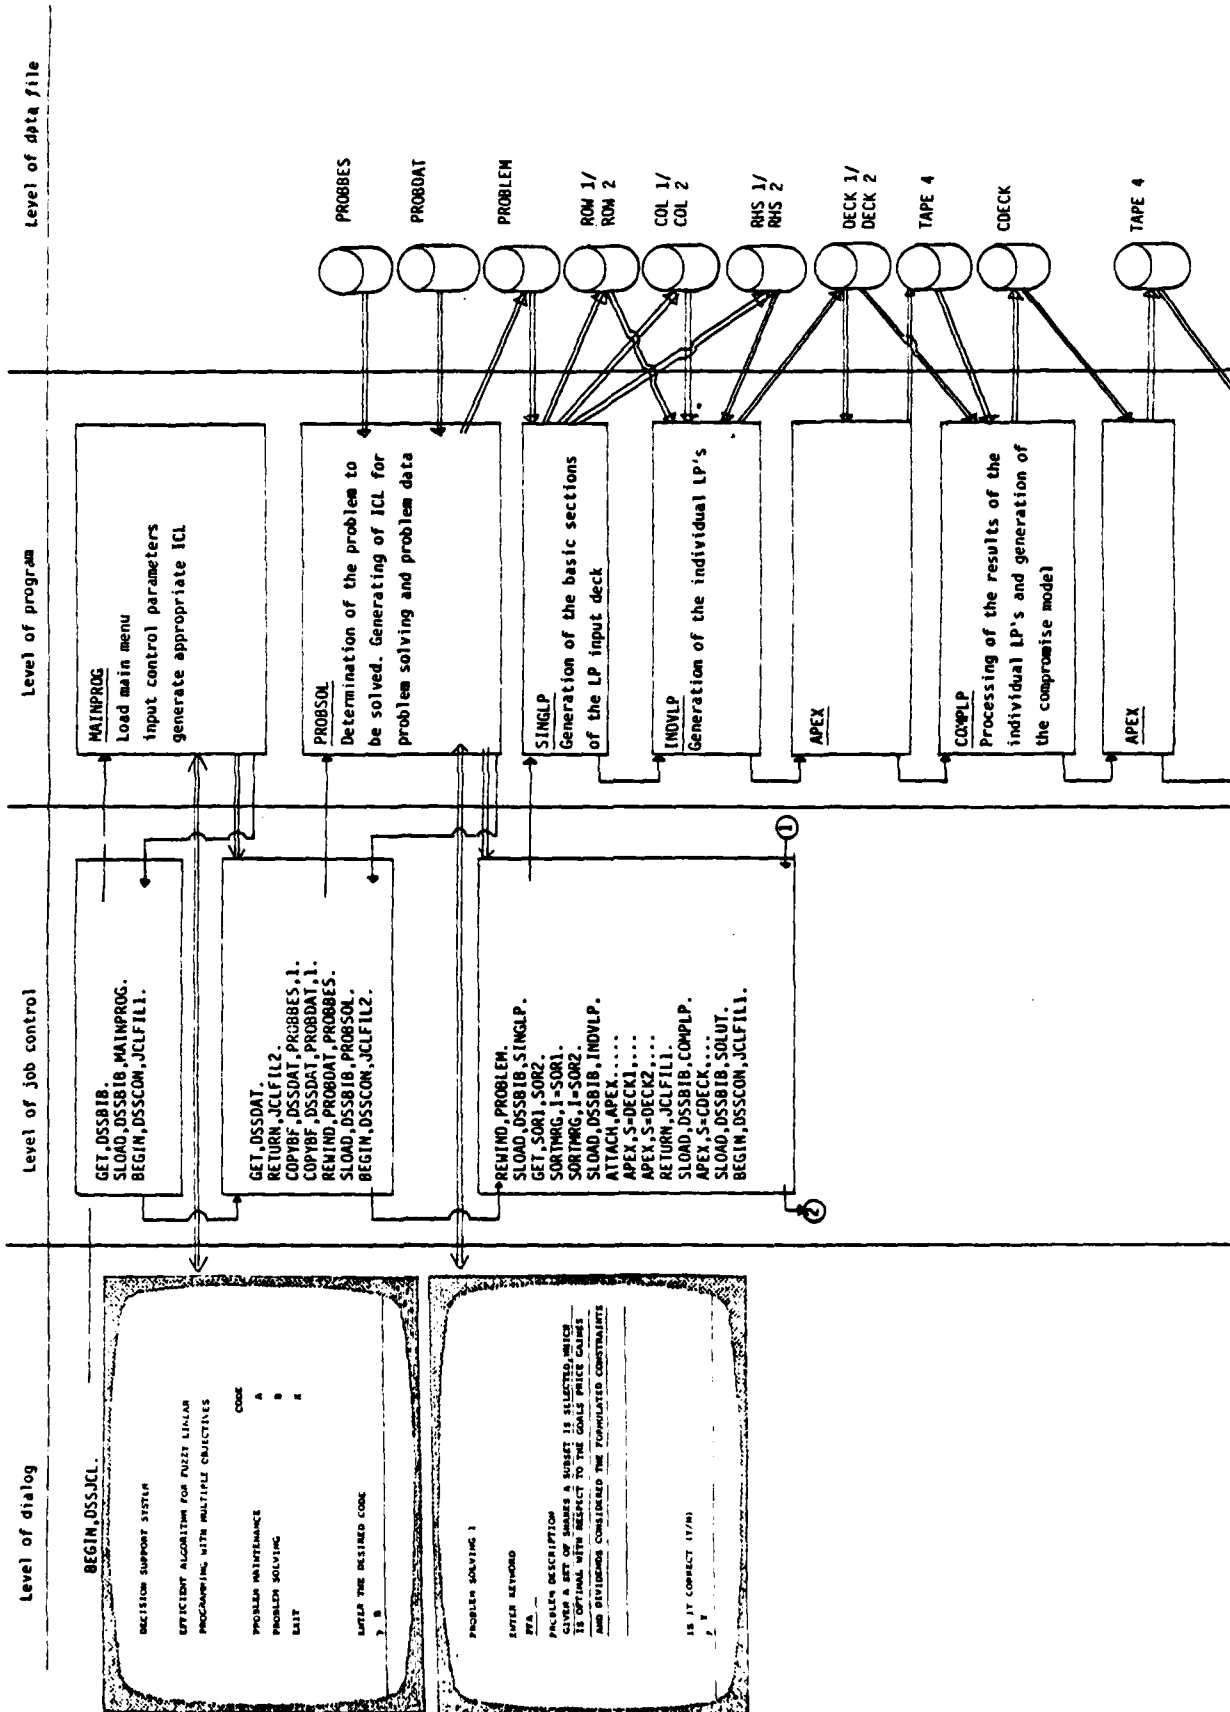 Level of dialog
Level of job control
Level of program
Level of data file
BEGIN,DSSJCL.
DECISION SUPPORT SYSTEM
EFFICIENT ALGORITHM FOR FUZZY LINEAR
PROGRAMMING WITH MULTIPLE OBJECTIVES
CODE
PROBLEM MAINTENANCE A
PROBLEM SOLVING B
EXIT X
ENTER THE DESIRED CODE
? B
PROBLEM SOLVING 1
ENTER KEYWORD
PROBLEM DESCRIPTION
GIVEN A SET OF SHARES A SUBSET IS SELECTED,WHICH
IS OPTIMAL WITH RESPECT TO THE GOALS PRICE GAINES
AND DIVIDENDS CONSIDERED THE FORMULATED CONSTRAINTS
IS IT CORRECT (Y/N)
? Y
GET,DSSBIB.
SLOAD,DSSBIB,MAINPROG.
BEGIN,DSSCON,JCLFIL1.
GET,DSSDAT.
RETURN,JCLFIL2.
COPYBF,DSSDAT,PROBBES,1.
COPYBF,DSSDAT,PROBDAT,1.
REWIND,PROBDAT,PROBBES.
SLOAD,DSSBIB,PROBSOL.
BEGIN,DSSCON,JCLFIL2.
REWIND,PROBLEM.
SLOAD,DSSBIB,SINGLP.
GET,SOR1,SOR2.
SORTMRG,I=SOR1.
SORTMRG,I=SOR2.
SLOAD,DSSBIB,INDVLP.
ATTACH,APEX.....
APEX,S=DECK1,....
APEX,S=DECK2,....
RETURN,JCLFIL1.
SLOAD,DSSBIB,COMPLP.
APEX,S=CDECK,....
SLOAD,DSSBIB,SOLUT.
BEGIN,DSSCON,JCLFIL1.
2
1
MAINPROG
Load main menu
input control parameters
generate appropriate ICL
PROBSOL
Determination of the problem to
be solved. Generating of ICL for
problem solving and problem data
SINGLP
Generation of the basic sections
of the LP input deck
INDVLP
Generation of the individual LP's
APEX
COMPLP
Processing of the results of the
individual LP's and generation of
the compromise model
APEX
PROBBES
PROBDAT
PROBLEM
ROW 1/
ROW 2
COL 1/
COL 2
RHS 1/
RHS 2
DECK 1/
DECK 2
TAPE 4
CDECK
TAPE 4